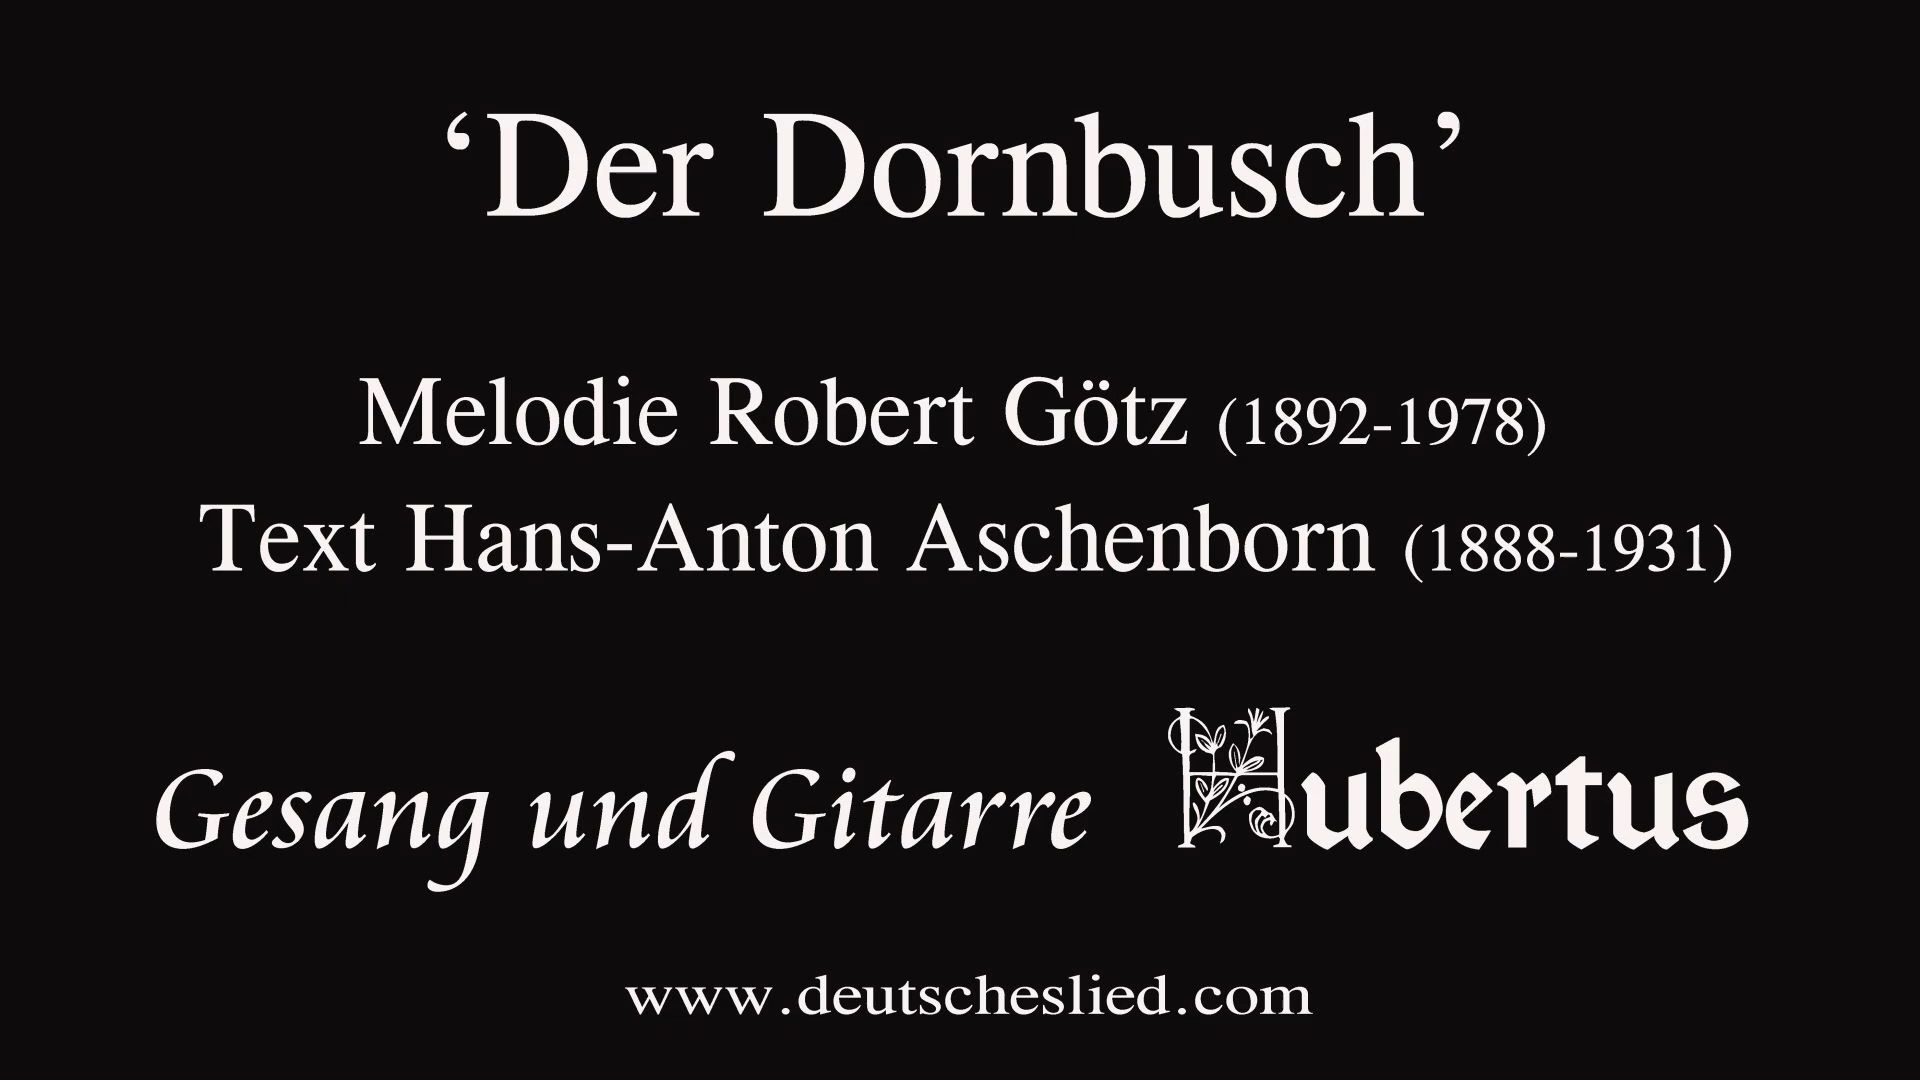 ‘Der Dornbusch’
Melodie Robert Götz (1892-1978)
Text Hans-Anton Aschenborn (1888-1931)
Gesang und Gitarre Hubertus
www.deutscheslied.com